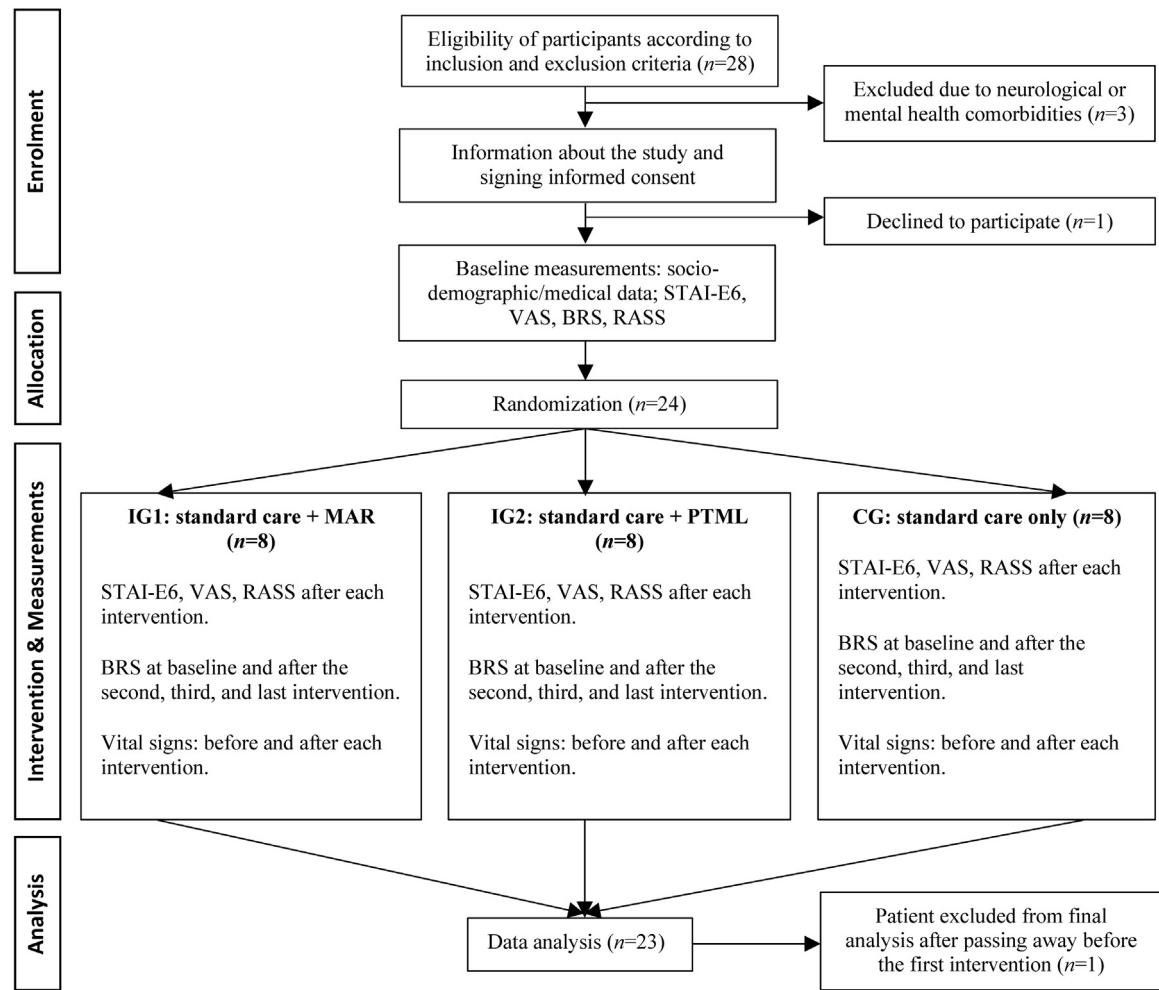 Enrolment
Eligibility of participants according to
inclusion and exclusion criteria (n=28)
Excluded due to neurological or
mental health comorbidities (n=3)
Information about the study and
signing informed consent
Declined to participate (n=1)
Baseline measurements: socio-
demographic/medical data; STAI-E6,
VAS, BRS, RASS
Allocation
Randomization (n=24)
Intervention & Measurements
IG1: standard care + MAR
(n=8)
STAI-E6, VAS, RASS after each
intervention.
BRS at baseline and after the
second, third, and last intervention.
Vital signs: before and after each
intervention.
IG2: standard care + PTML
(n=8)
STAI-E6, VAS, RASS after each
intervention.
BRS at baseline and after the
second, third, and last intervention.
Vital signs: before and after each
intervention.
CG: standard care only (n=8)
STAI-E6, VAS, RASS after each
intervention.
BRS at baseline and after the
second, third, and last
intervention.
Vital signs: before and after each
intervention.
Analysis
Data analysis (n=23)
Patient excluded from final
analysis after passing away before
the first intervention (n=1)